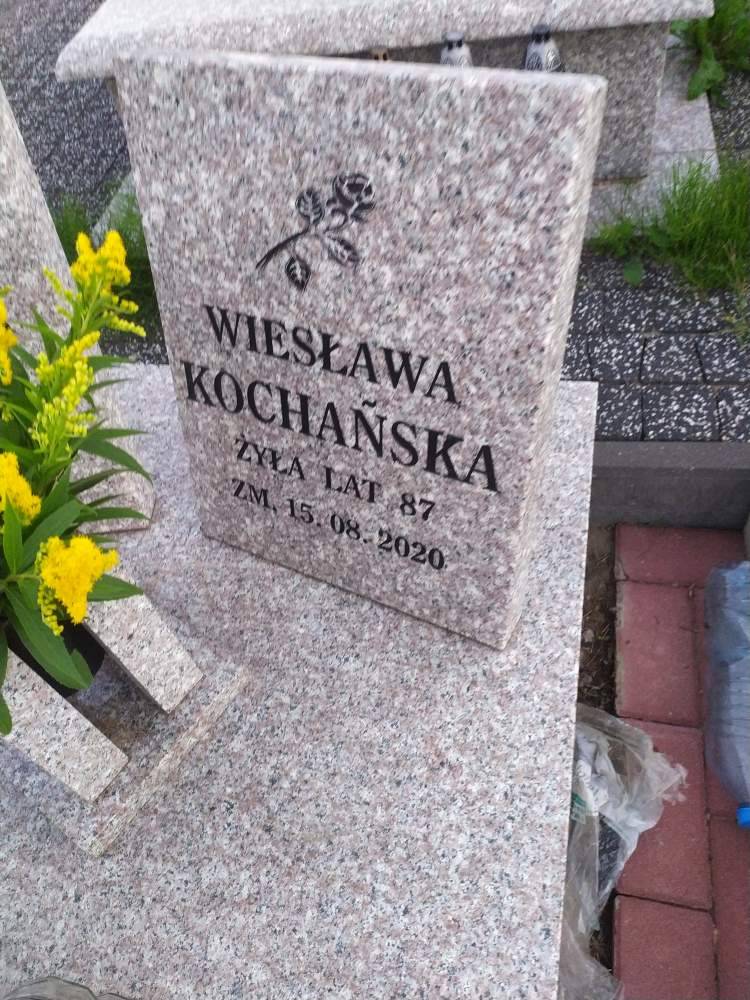 WIESŁAWA
KOCHAŃSKA
ŻYŁA LAT 87
ZM. 15. 08. 2020